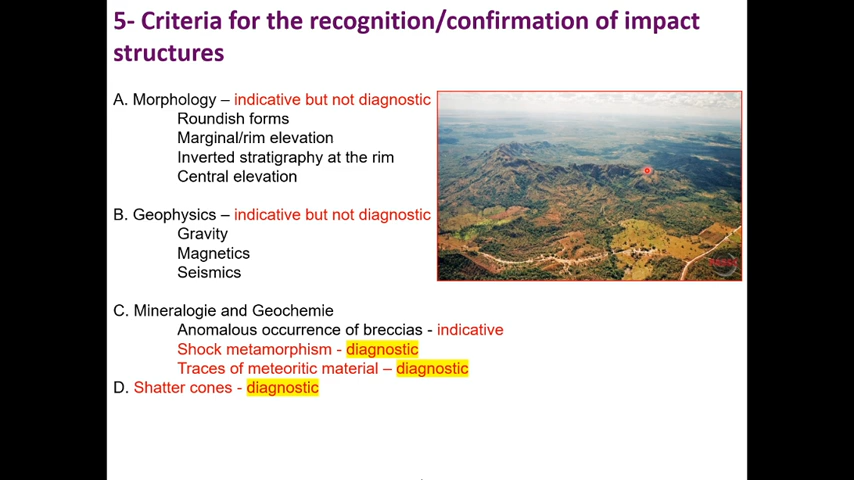 5- Criteria for the recognition/confirmation of impact
structures
A. Morphology – indicative but not diagnostic
Roundish forms
Marginal/rim elevation
Inverted stratigraphy at the rim
Central elevation
B. Geophysics – indicative but not diagnostic
Gravity
Magnetics
Seismics
C. Mineralogie and Geochemie
Anomalous occurrence of breccias - indicative
Shock metamorphism - diagnostic
Traces of meteoritic material – diagnostic
D. Shatter cones - diagnostic